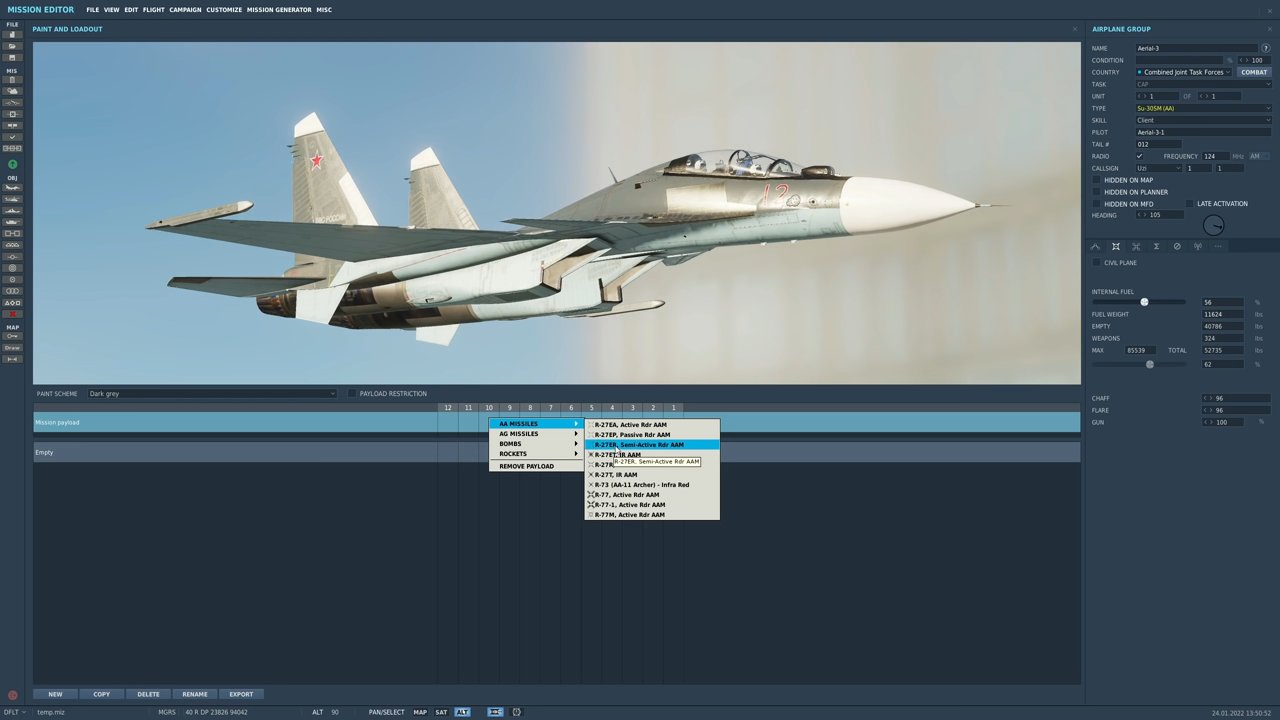 MISSION EDITOR FILE VIEW EDIT FLIGHT CAMPAIGN CUSTOMIZE MISSION GENERATOR MISC
FILE
MIS
OBJ
MAP
Draw
PAINT AND LOADOUT
12
PAINT SCHEME Dark grey PAYLOAD RESTRICTION
12 11 10 9 8 7 6 5 4 3 2 1
Mission payload
Empty
AA MISSILES
AG MISSILES
BOMBS
ROCKETS
REMOVE PAYLOAD
R-27EA, Active Rdr AAM
R-27EP, Passive Rdr AAM
R-27ER, Semi-Active Rdr AAM
R-27ET, IR AAM
R-27ER, Semi-Active Rdr AAM
R-27T, IR AAM
R-73 (AA-11 Archer) - Infra Red
R-77, Active Rdr AAM
R-77-1, Active Rdr AAM
R-77M, Active Rdr AAM
NEW COPY DELETE RENAME EXPORT
AIRPLANE GROUP
NAME Aerial-3 ?
CONDITION % < > 100
COUNTRY Combined Joint Task Forces COMBAT
TASK CAP
UNIT < > 1 OF < > 1
TYPE Su-30SM (AA)
SKILL Client
PILOT Aerial-3-1
TAIL # 012
RADIO FREQUENCY 124 MHz AM
CALLSIGN Uzi 1 1
HIDDEN ON MAP
HIDDEN ON PLANNER
HIDDEN ON MFD LATE ACTIVATION
HEADING < > 105
CIVIL PLANE
INTERNAL FUEL
56 %
FUEL WEIGHT 11624 lbs
EMPTY 40786 lbs
WEAPONS 324 lbs
MAX 85539 TOTAL 52735 lbs
62 %
CHAFF < > 96
FLARE < > 96
GUN < > 100 %
DFLT temp.miz MGRS 40 R DP 23826 94042 ALT 90 PAN/SELECT MAP SAT ALT 24.01.2022 13:50:52